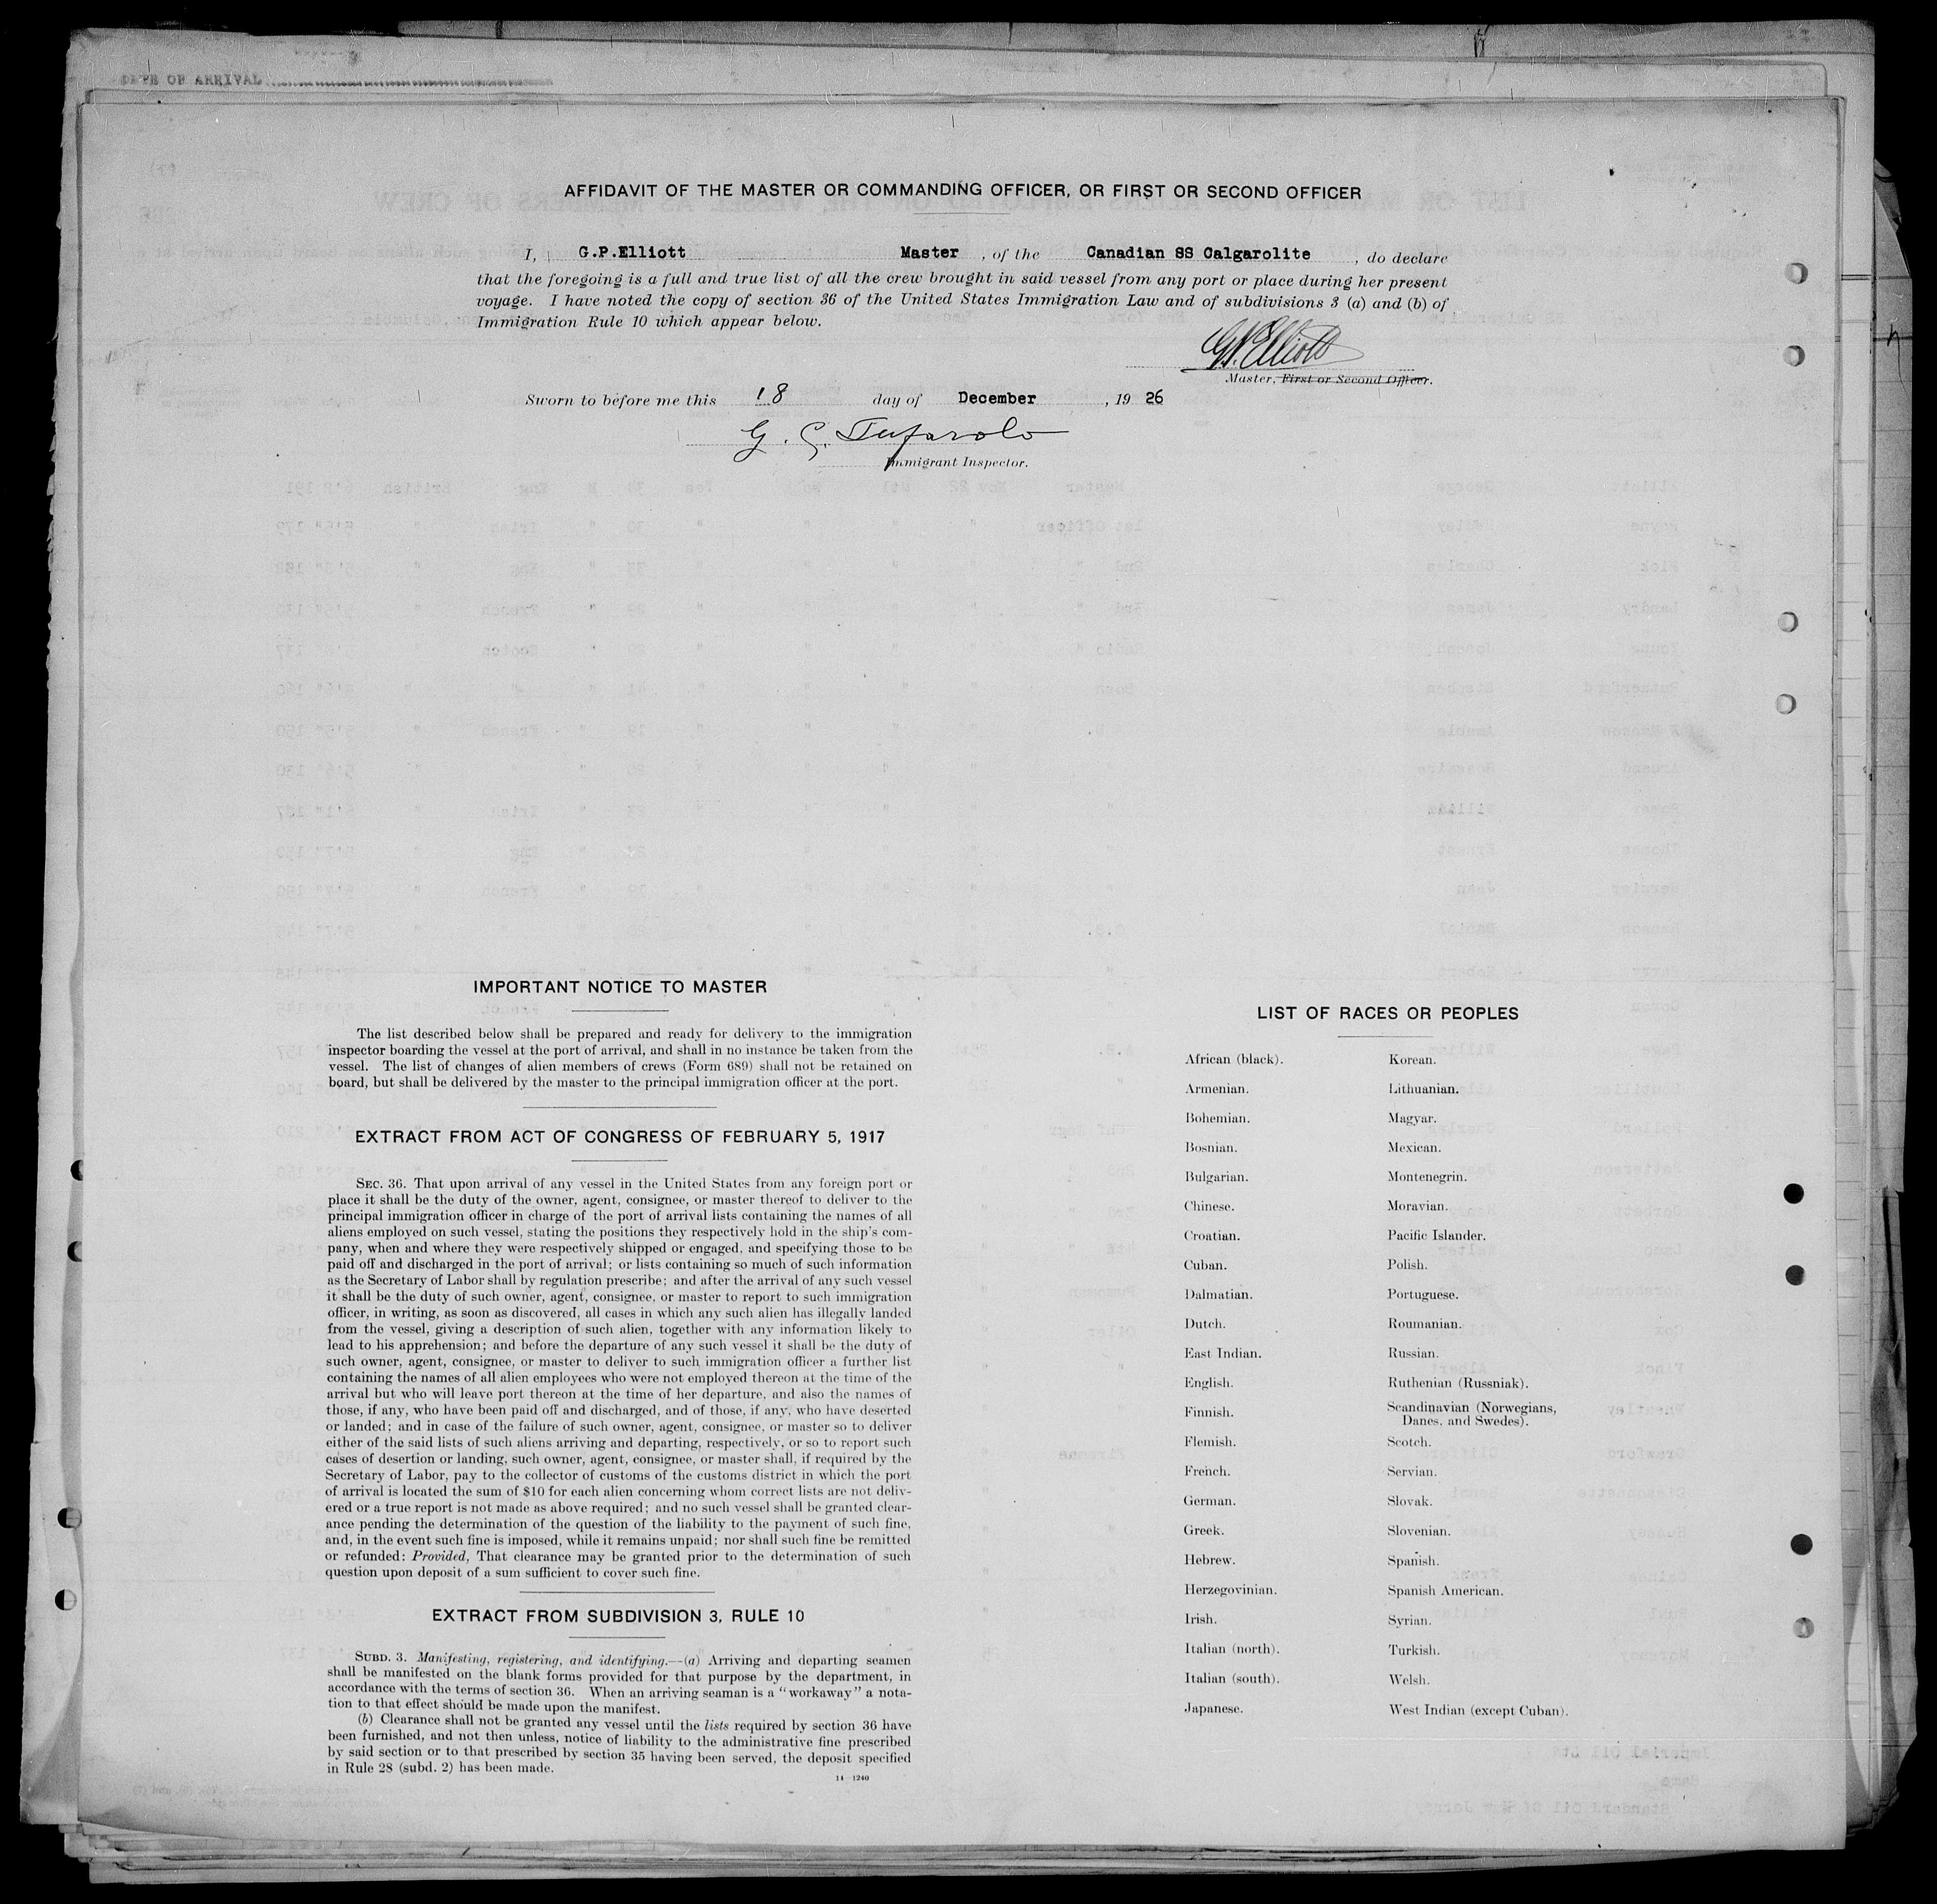 DATE OF ARRIVAL
AFFIDAVIT OF THE MASTER OR COMMANDING OFFICER, OR FIRST OR SECOND OFFICER
I, G.P.Elliott Master , of the Canadian SS Calgarolite , do declare
that the foregoing is a full and true list of all the crew brought in said vessel from any port or place during her present
voyage. I have noted the copy of section 36 of the United States Immigration Law and of subdivisions 3 (a) and (b) of
Immigration Rule 10 which appear below.
G.P. Elliott
Master, First or Second Officer.
Sworn to before me this 18 day of December , 19 26
Immigrant Inspector.
IMPORTANT NOTICE TO MASTER
The list described below shall be prepared and ready for delivery to the immigration
inspector boarding the vessel at the port of arrival, and shall in no instance be taken from the
vessel. The list of changes of alien members of crews (Form 689) shall not be retained on
board, but shall be delivered by the master to the principal immigration officer at the port.
EXTRACT FROM ACT OF CONGRESS OF FEBRUARY 5, 1917
SEC. 36. That upon arrival of any vessel in the United States from any foreign port or
place it shall be the duty of the owner, agent, consignee, or master thereof to deliver to the
principal immigration officer in charge of the port of arrival lists containing the names of all
aliens employed on such vessel, stating the positions they respectively hold in the ship's com-
pany, when and where they were respectively shipped or engaged, and specifying those to be
paid off and discharged in the port of arrival; or lists containing so much of such information
as the Secretary of Labor shall by regulation prescribe; and after the arrival of any such vessel
it shall be the duty of such owner, agent, consignee, or master to report to such immigration
officer, in writing, as soon as discovered, all cases in which any such alien has illegally landed
from the vessel, giving a description of such alien, together with any information likely to
lead to his apprehension; and before the departure of any such vessel it shall be the duty of
such owner, agent, consignee, or master to deliver to such immigration officer a further list
containing the names of all alien employees who were not employed thereon at the time of the
arrival but who will leave port thereon at the time of her departure, and also the names of
those, if any, who have been paid off and discharged, and of those, if any, who have deserted
or landed; and in case of the failure of such owner, agent, consignee, or master so to deliver
either of the said lists of such aliens arriving and departing, respectively, or so to report such
cases of desertion or landing, such owner, agent, consignee, or master shall, if required by the
Secretary of Labor, pay to the collector of customs of the customs district in which the port
of arrival is located the sum of $10 for each alien concerning whom correct lists are not deliv-
ered or a true report is not made as above required; and no such vessel shall be granted clear-
ance pending the determination of the question of the liability to the payment of such fine,
and, in the event such fine is imposed, while it remains unpaid; nor shall such fine be remitted
or refunded: Provided, That clearance may be granted prior to the determination of such
question upon deposit of a sum sufficient to cover such fine.
EXTRACT FROM SUBDIVISION 3, RULE 10
SUBD. 3. Manifesting, registering, and identifying.—(a) Arriving and departing seamen
shall be manifested on the blank forms provided for that purpose by the department, in
accordance with the terms of section 36. When an arriving seaman is a "workaway" a nota-
tion to that effect should be made upon the manifest.
(b) Clearance shall not be granted any vessel until the lists required by section 36 have
been furnished, and not then unless, notice of liability to the administrative fine prescribed
by said section or to that prescribed by section 35 having been served, the deposit specified
in Rule 28 (subd. 2) has been made.
14—1240
LIST OF RACES OR PEOPLES
African (black).
Armenian.
Bohemian.
Bosnian.
Bulgarian.
Chinese.
Croatian.
Cuban.
Dalmatian.
Dutch.
East Indian.
English.
Finnish.
Flemish.
French.
German.
Greek.
Hebrew.
Herzegovinian.
Irish.
Italian (north).
Italian (south).
Japanese.
Korean.
Lithuanian.
Magyar.
Mexican.
Montenegrin.
Moravian.
Pacific Islander.
Polish.
Portuguese.
Roumanian.
Russian.
Ruthenian (Russniak).
Scandinavian (Norwegians,
Danes, and Swedes).
Scotch.
Servian.
Slovak.
Slovenian.
Spanish.
Spanish American.
Syrian.
Turkish.
Welsh.
West Indian (except Cuban).